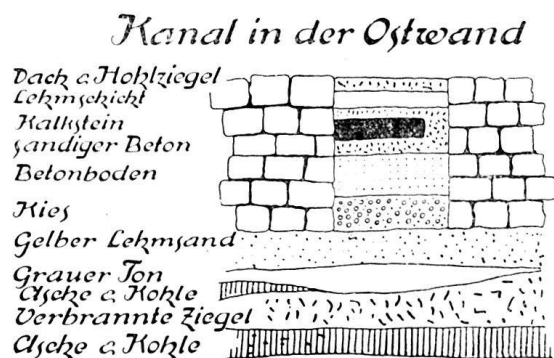 Kanal in der Ostwand
Dach u. Hohlziegel
Lehmschicht
Kalkstein
sandiger Beton
Betonboden
Kies
Gelber Lehmsand
Grauer Ton
Asche u. Kohle
Verbrannte Ziegel
Asche u. Kohle